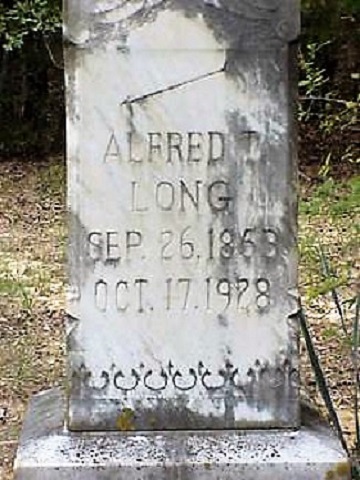 ALFRED T.
LONG
SEP. 26, 1853
OCT. 17, 1928